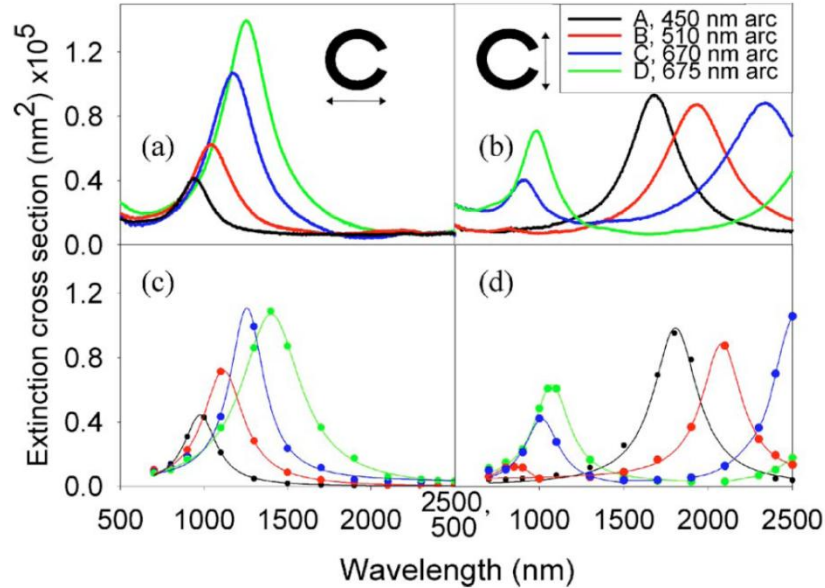 A, 450 nm arc
B, 510 nm arc
C, 670 nm arc
D, 675 nm arc
(a) (b)
1.2
0.8
0.4
0.0
(c) (d)
1.2
0.8
0.4
0.0
Extinction cross section (nm²) x10⁵
500 1000 1500 2000 2500,
500 1000 1500 2000 2500
Wavelength (nm)